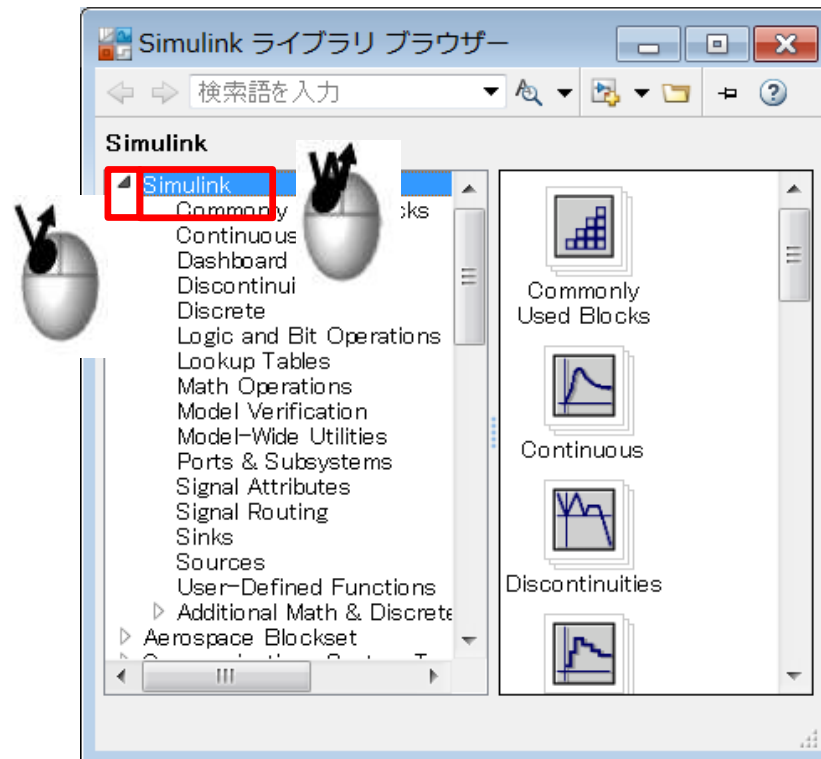 Simulink ライブラリ ブラウザー
検索語を入力
Simulink
Simulink
Commonly cks
Continuous
Dashboard
Discontinui
Discrete
Logic and Bit Operations
Lookup Tables
Math Operations
Model Verification
Model-Wide Utilities
Ports & Subsystems
Signal Attributes
Signal Routing
Sinks
Sources
User-Defined Functions
Additional Math & Discrete
Aerospace Blockset
Commonly
Used Blocks
Continuous
Discontinuities
V
W